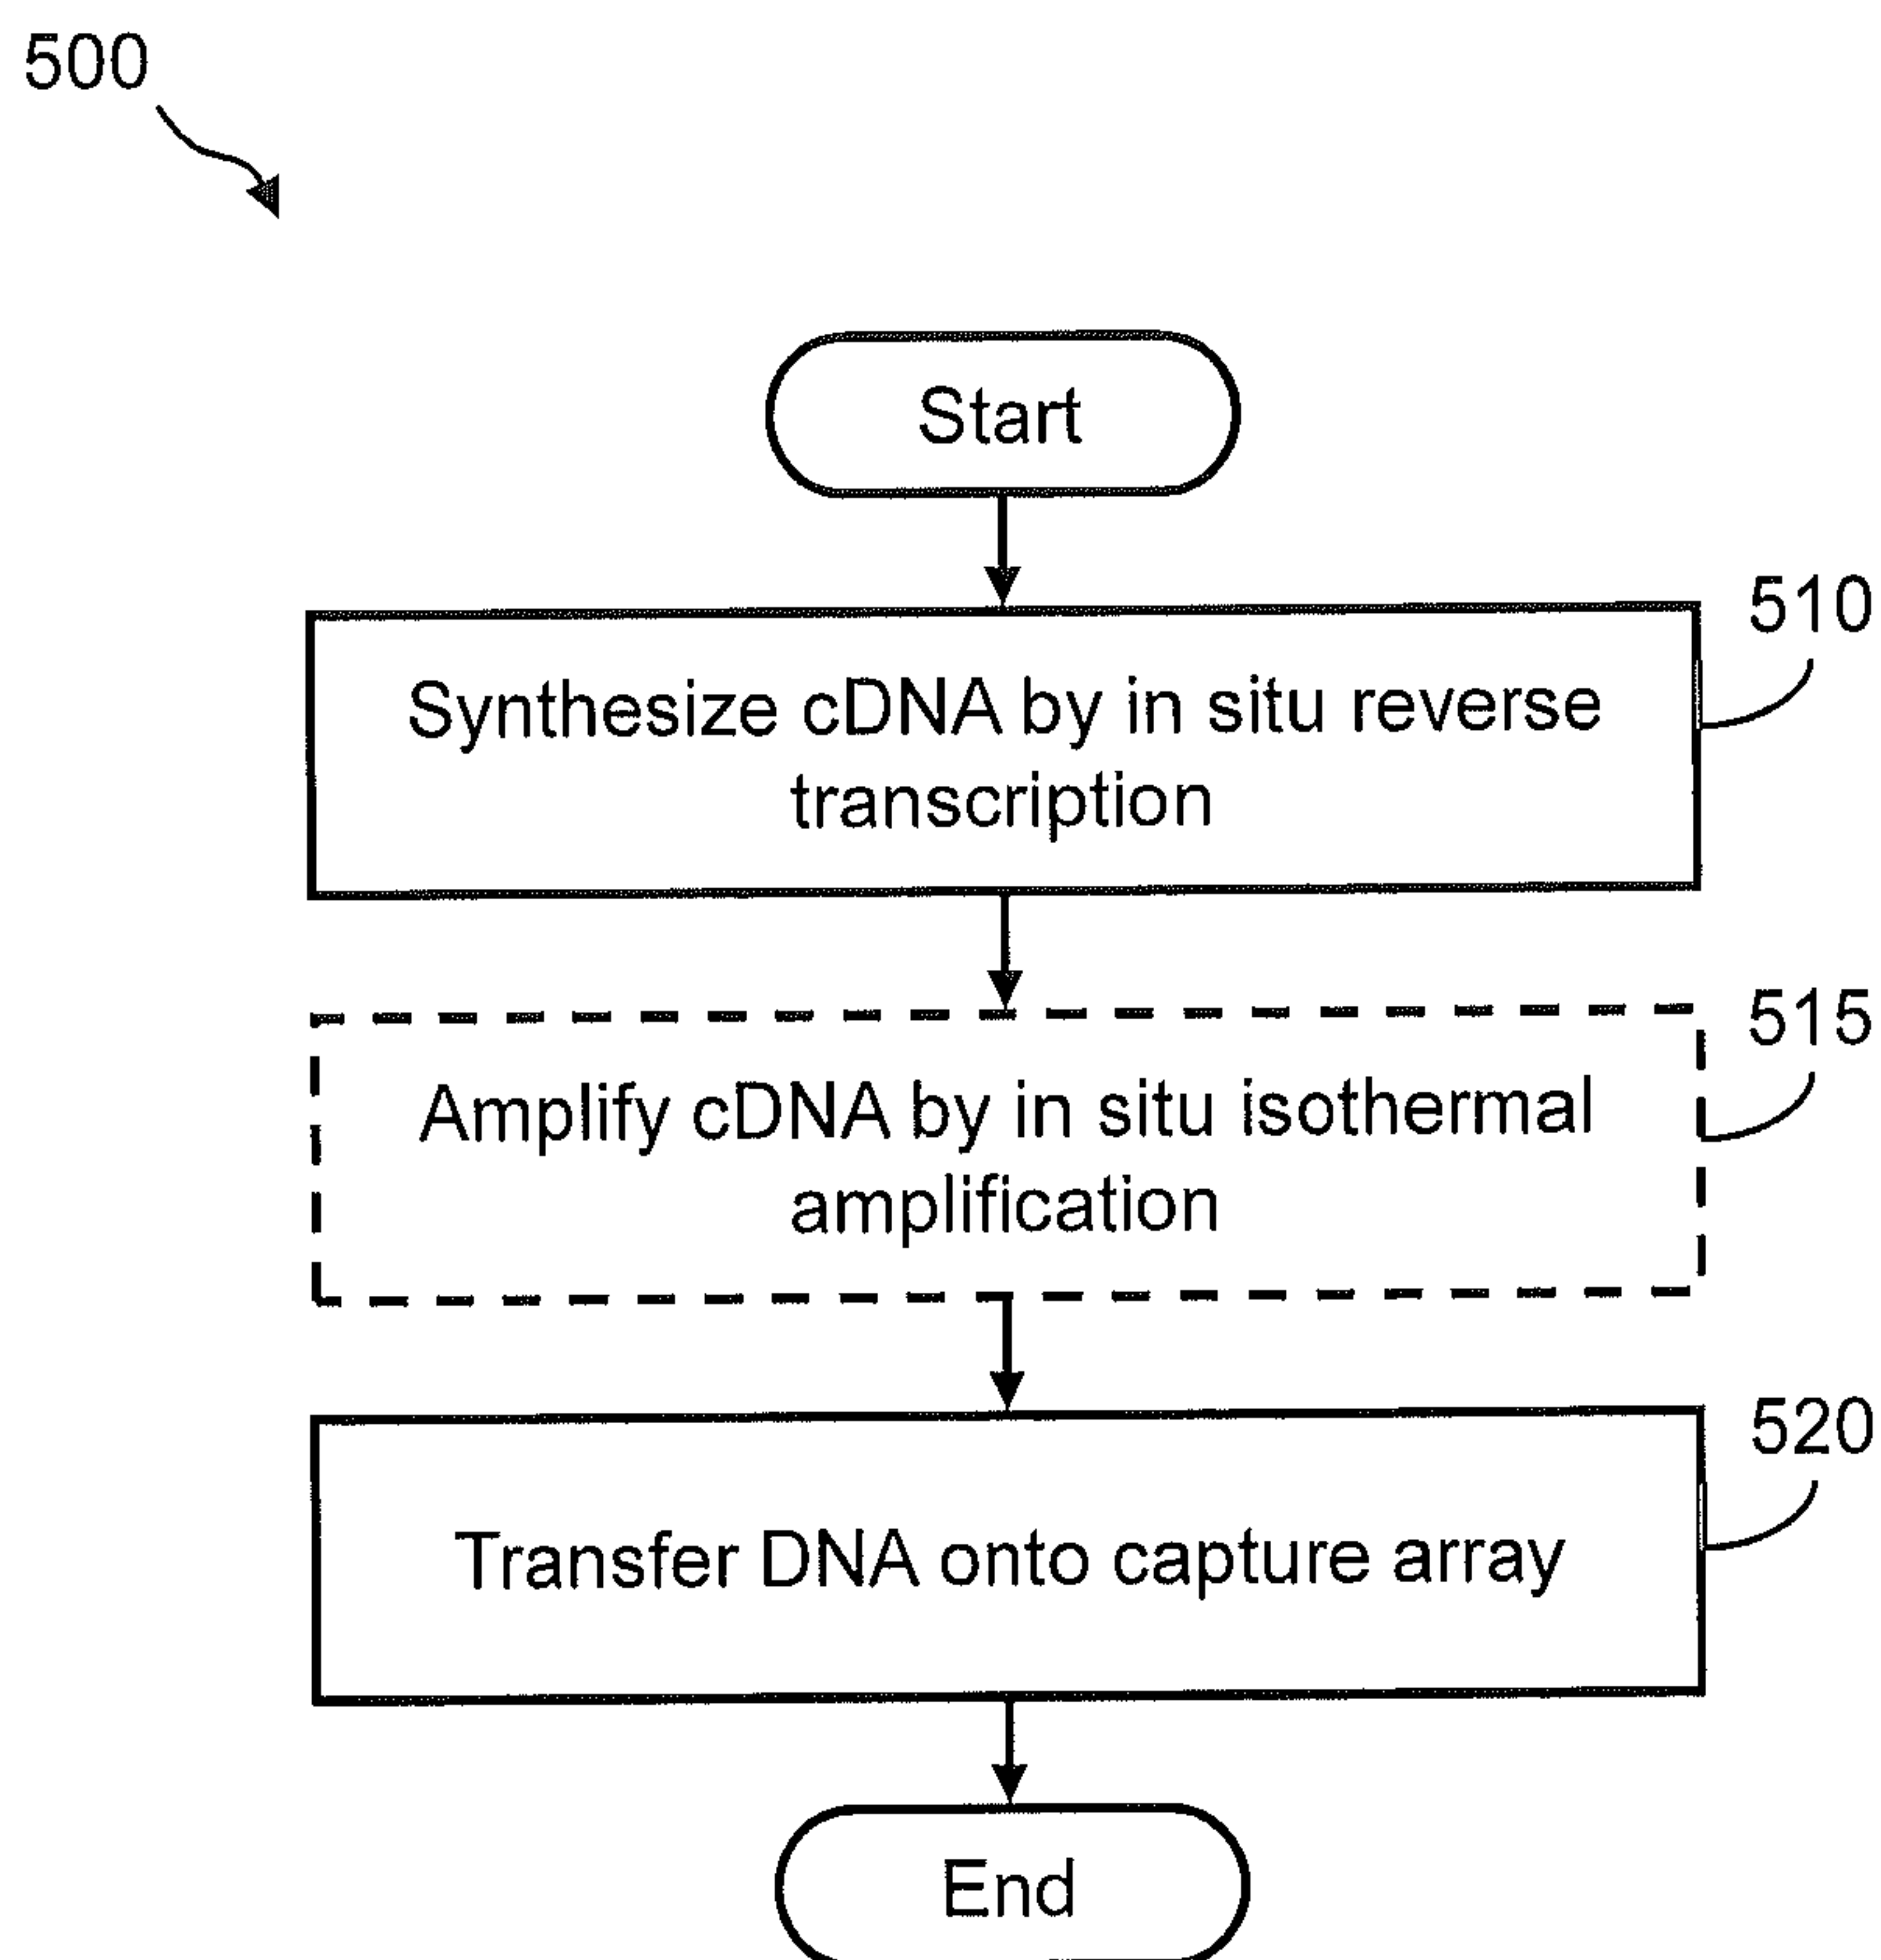 500
Start
510
Synthesize cDNA by in situ reverse
transcription
515
Amplify cDNA by in situ isothermal
amplification
520
Transfer DNA onto capture array
End